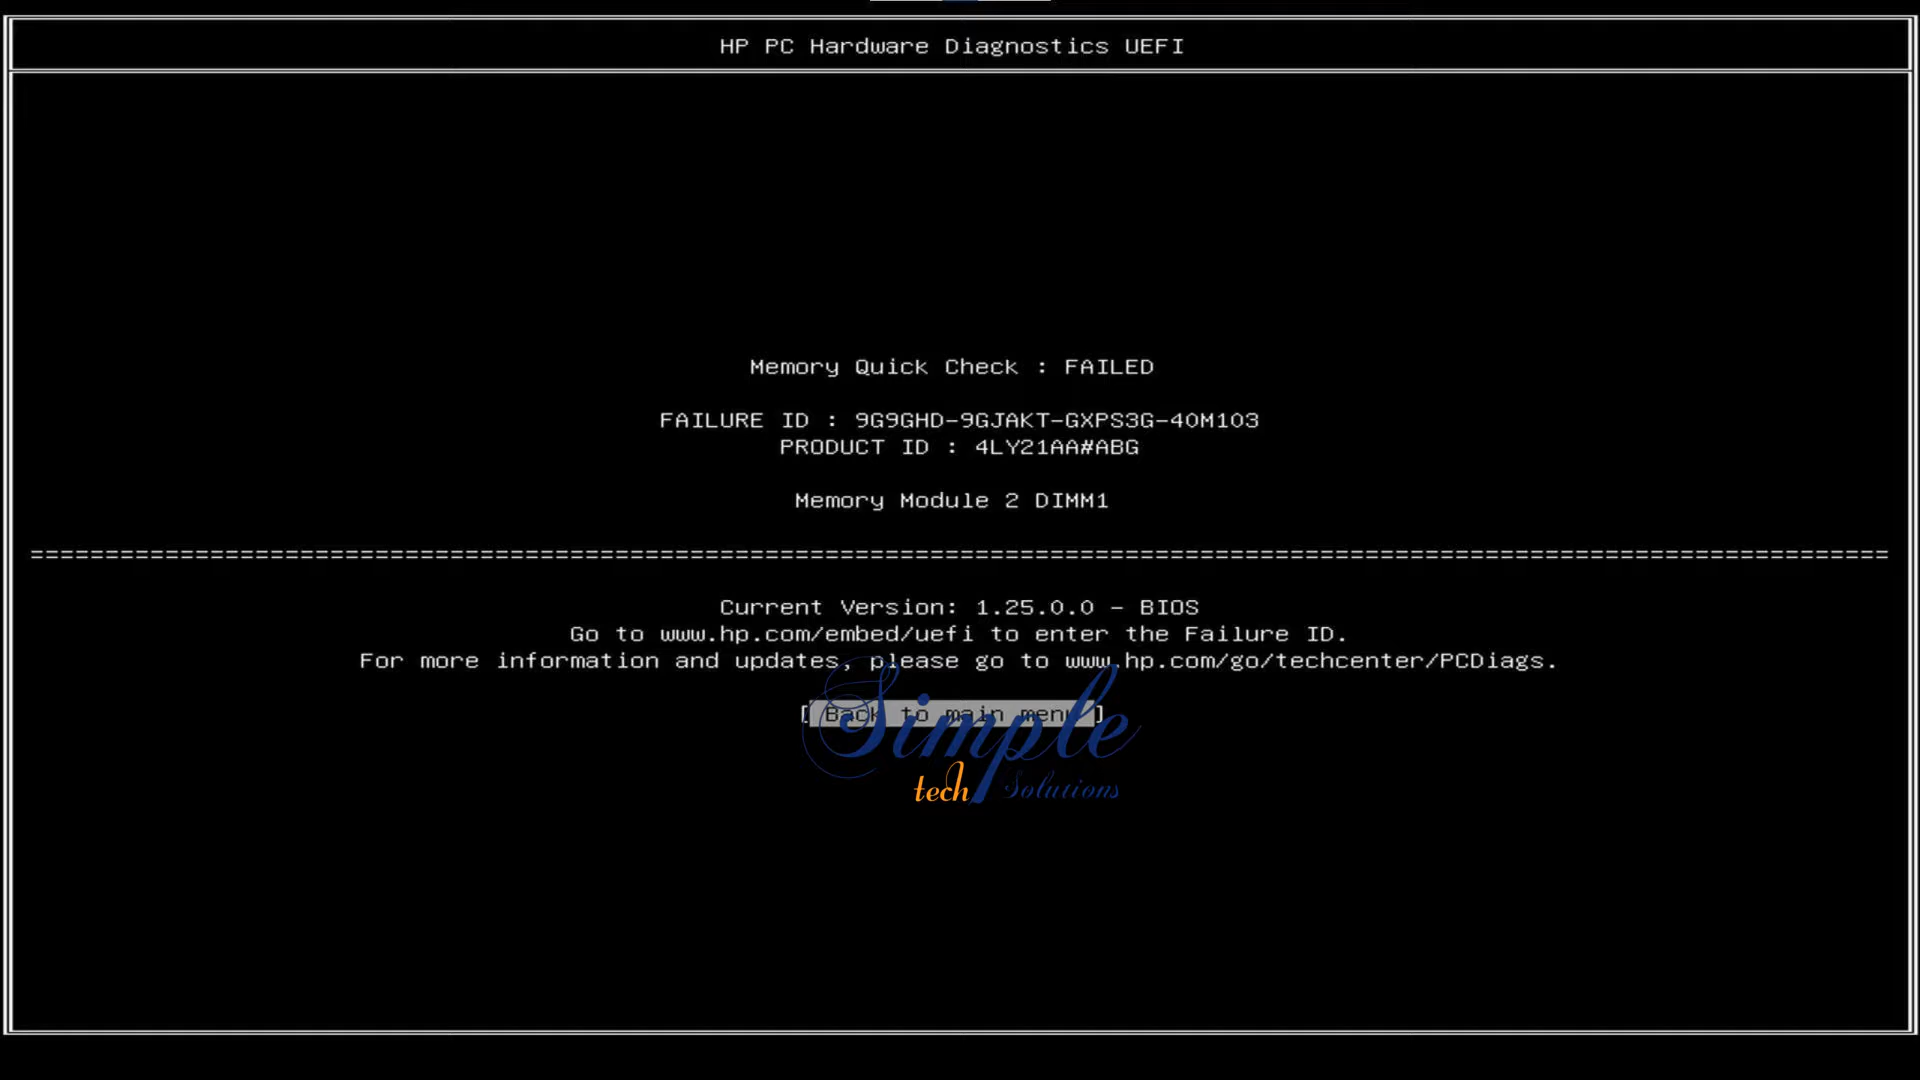 HP PC Hardware Diagnostics UEFI
Memory Quick Check : FAILED
FAILURE ID : 9G9GHD-9GJAKT-GXPS3G-40M103
PRODUCT ID : 4LY21AA#ABG
Memory Module 2 DIMM1
================================================================================================================================
Current Version: 1.25.0.0 - BIOS
Go to www.hp.com/embed/uefi to enter the Failure ID.
For more information and updates, please go to www.hp.com/go/techcenter/PCDiags.
[ Back to main menu ]
Simple
tech Solutions